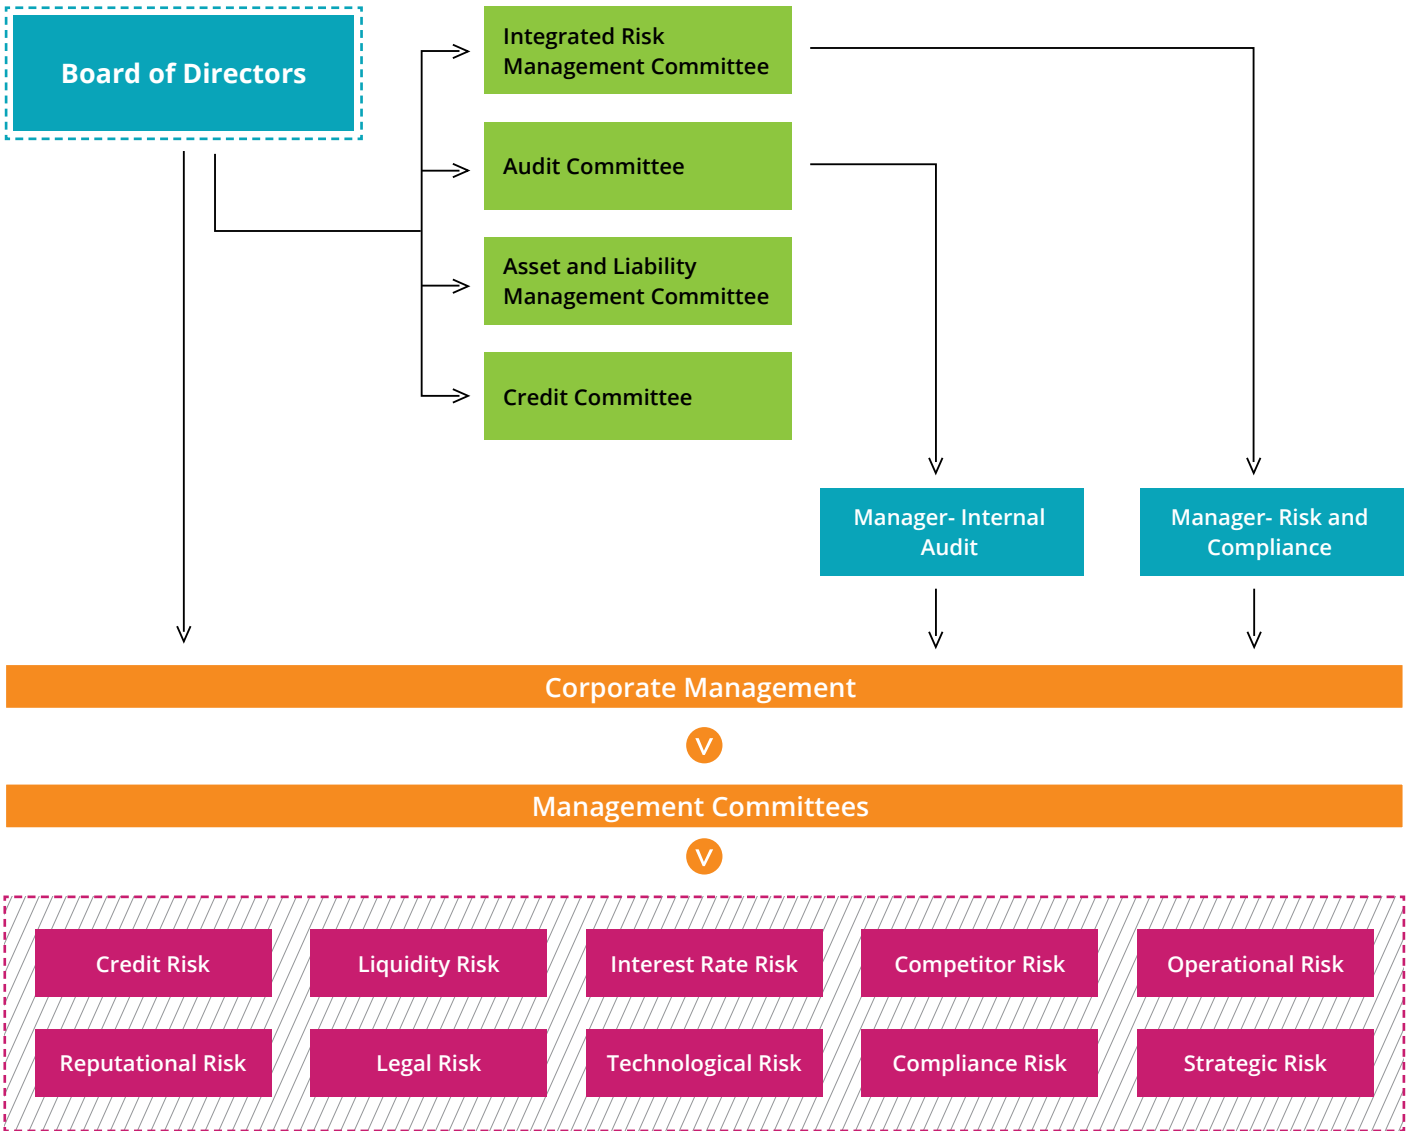 Board of Directors
Integrated Risk
Management Committee
Audit Committee
Asset and Liability
Management Committee
Credit Committee
Manager- Internal
Audit
Manager- Risk and
Compliance
Corporate Management
Management Committees
Credit Risk
Liquidity Risk
Interest Rate Risk
Competitor Risk
Operational Risk
Reputational Risk
Legal Risk
Technological Risk
Compliance Risk
Strategic Risk